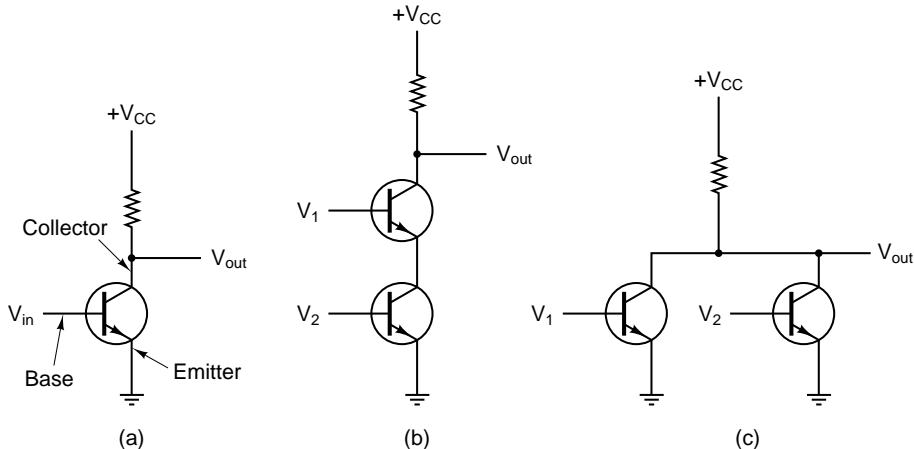 +VCC
Collector
Vout
Vin
Base
Emitter
(a)
+VCC
Vout
V1
V2
(b)
+VCC
Vout
V1
V2
(c)